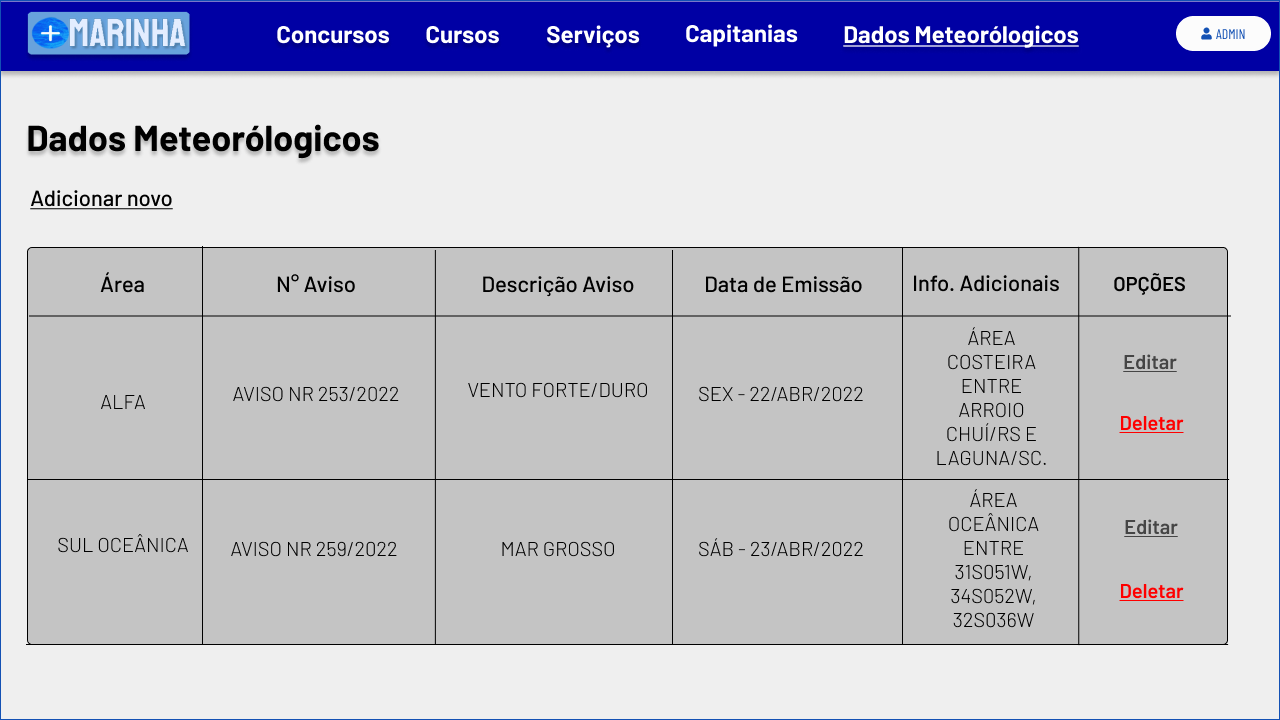 +MARINHA
Concursos
Cursos
Serviços
Capitanias
Dados Meteorólogicos
ADMIN
Dados Meteorólogicos
Adicionar novo
Área
N° Aviso
Descrição Aviso
Data de Emissão
Info. Adicionais
OPÇÕES
ALFA
AVISO NR 253/2022
VENTO FORTE/DURO
SEX - 22/ABR/2022
ÁREA
COSTEIRA
ENTRE
ARROIO
CHUÍ/RS E
LAGUNA/SC.
Editar
Deletar
SUL OCEÂNICA
AVISO NR 259/2022
MAR GROSSO
SÁB - 23/ABR/2022
ÁREA
OCEÂNICA
ENTRE
31S051W,
34S052W,
32S036W
Editar
Deletar